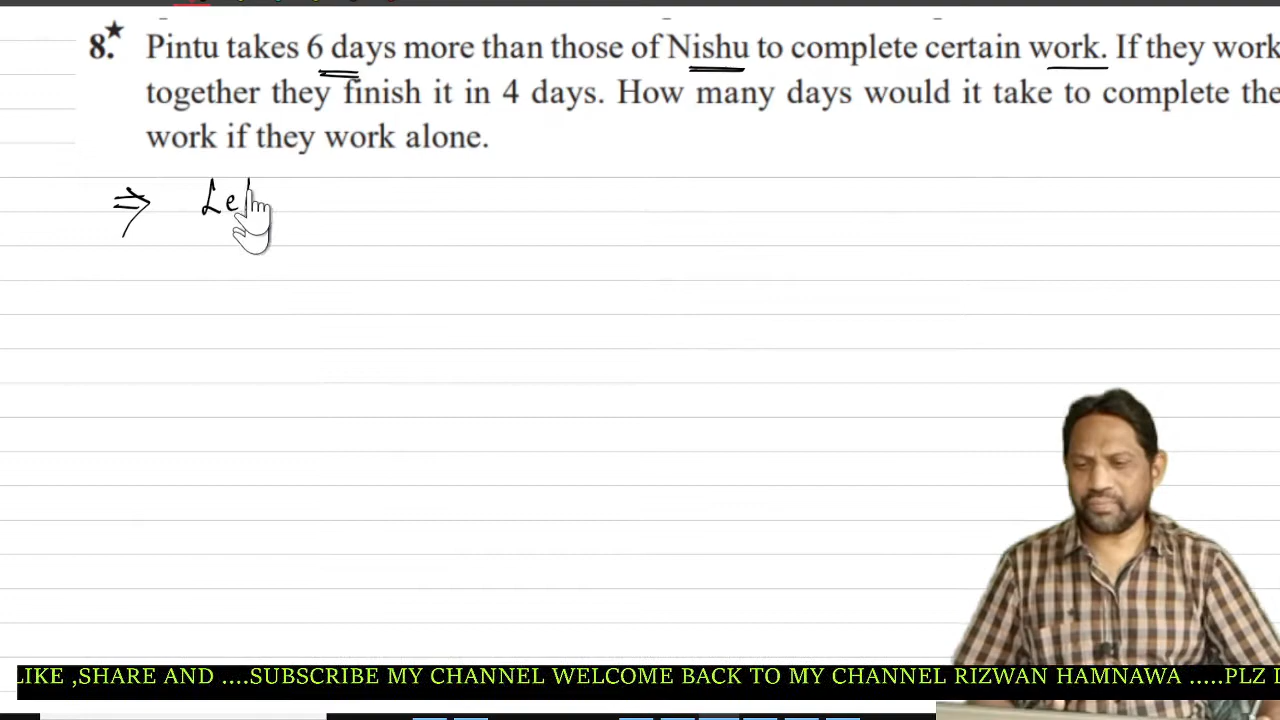 8.★ Pintu takes 6 days more than those of Nishu to complete certain work. If they work
together they finish it in 4 days. How many days would it take to complete the
work if they work alone.
⇒ Let
LIKE ,SHARE AND ....SUBSCRIBE MY CHANNEL WELCOME BACK TO MY CHANNEL RIZWAN HAMNAWA .....PLZ L